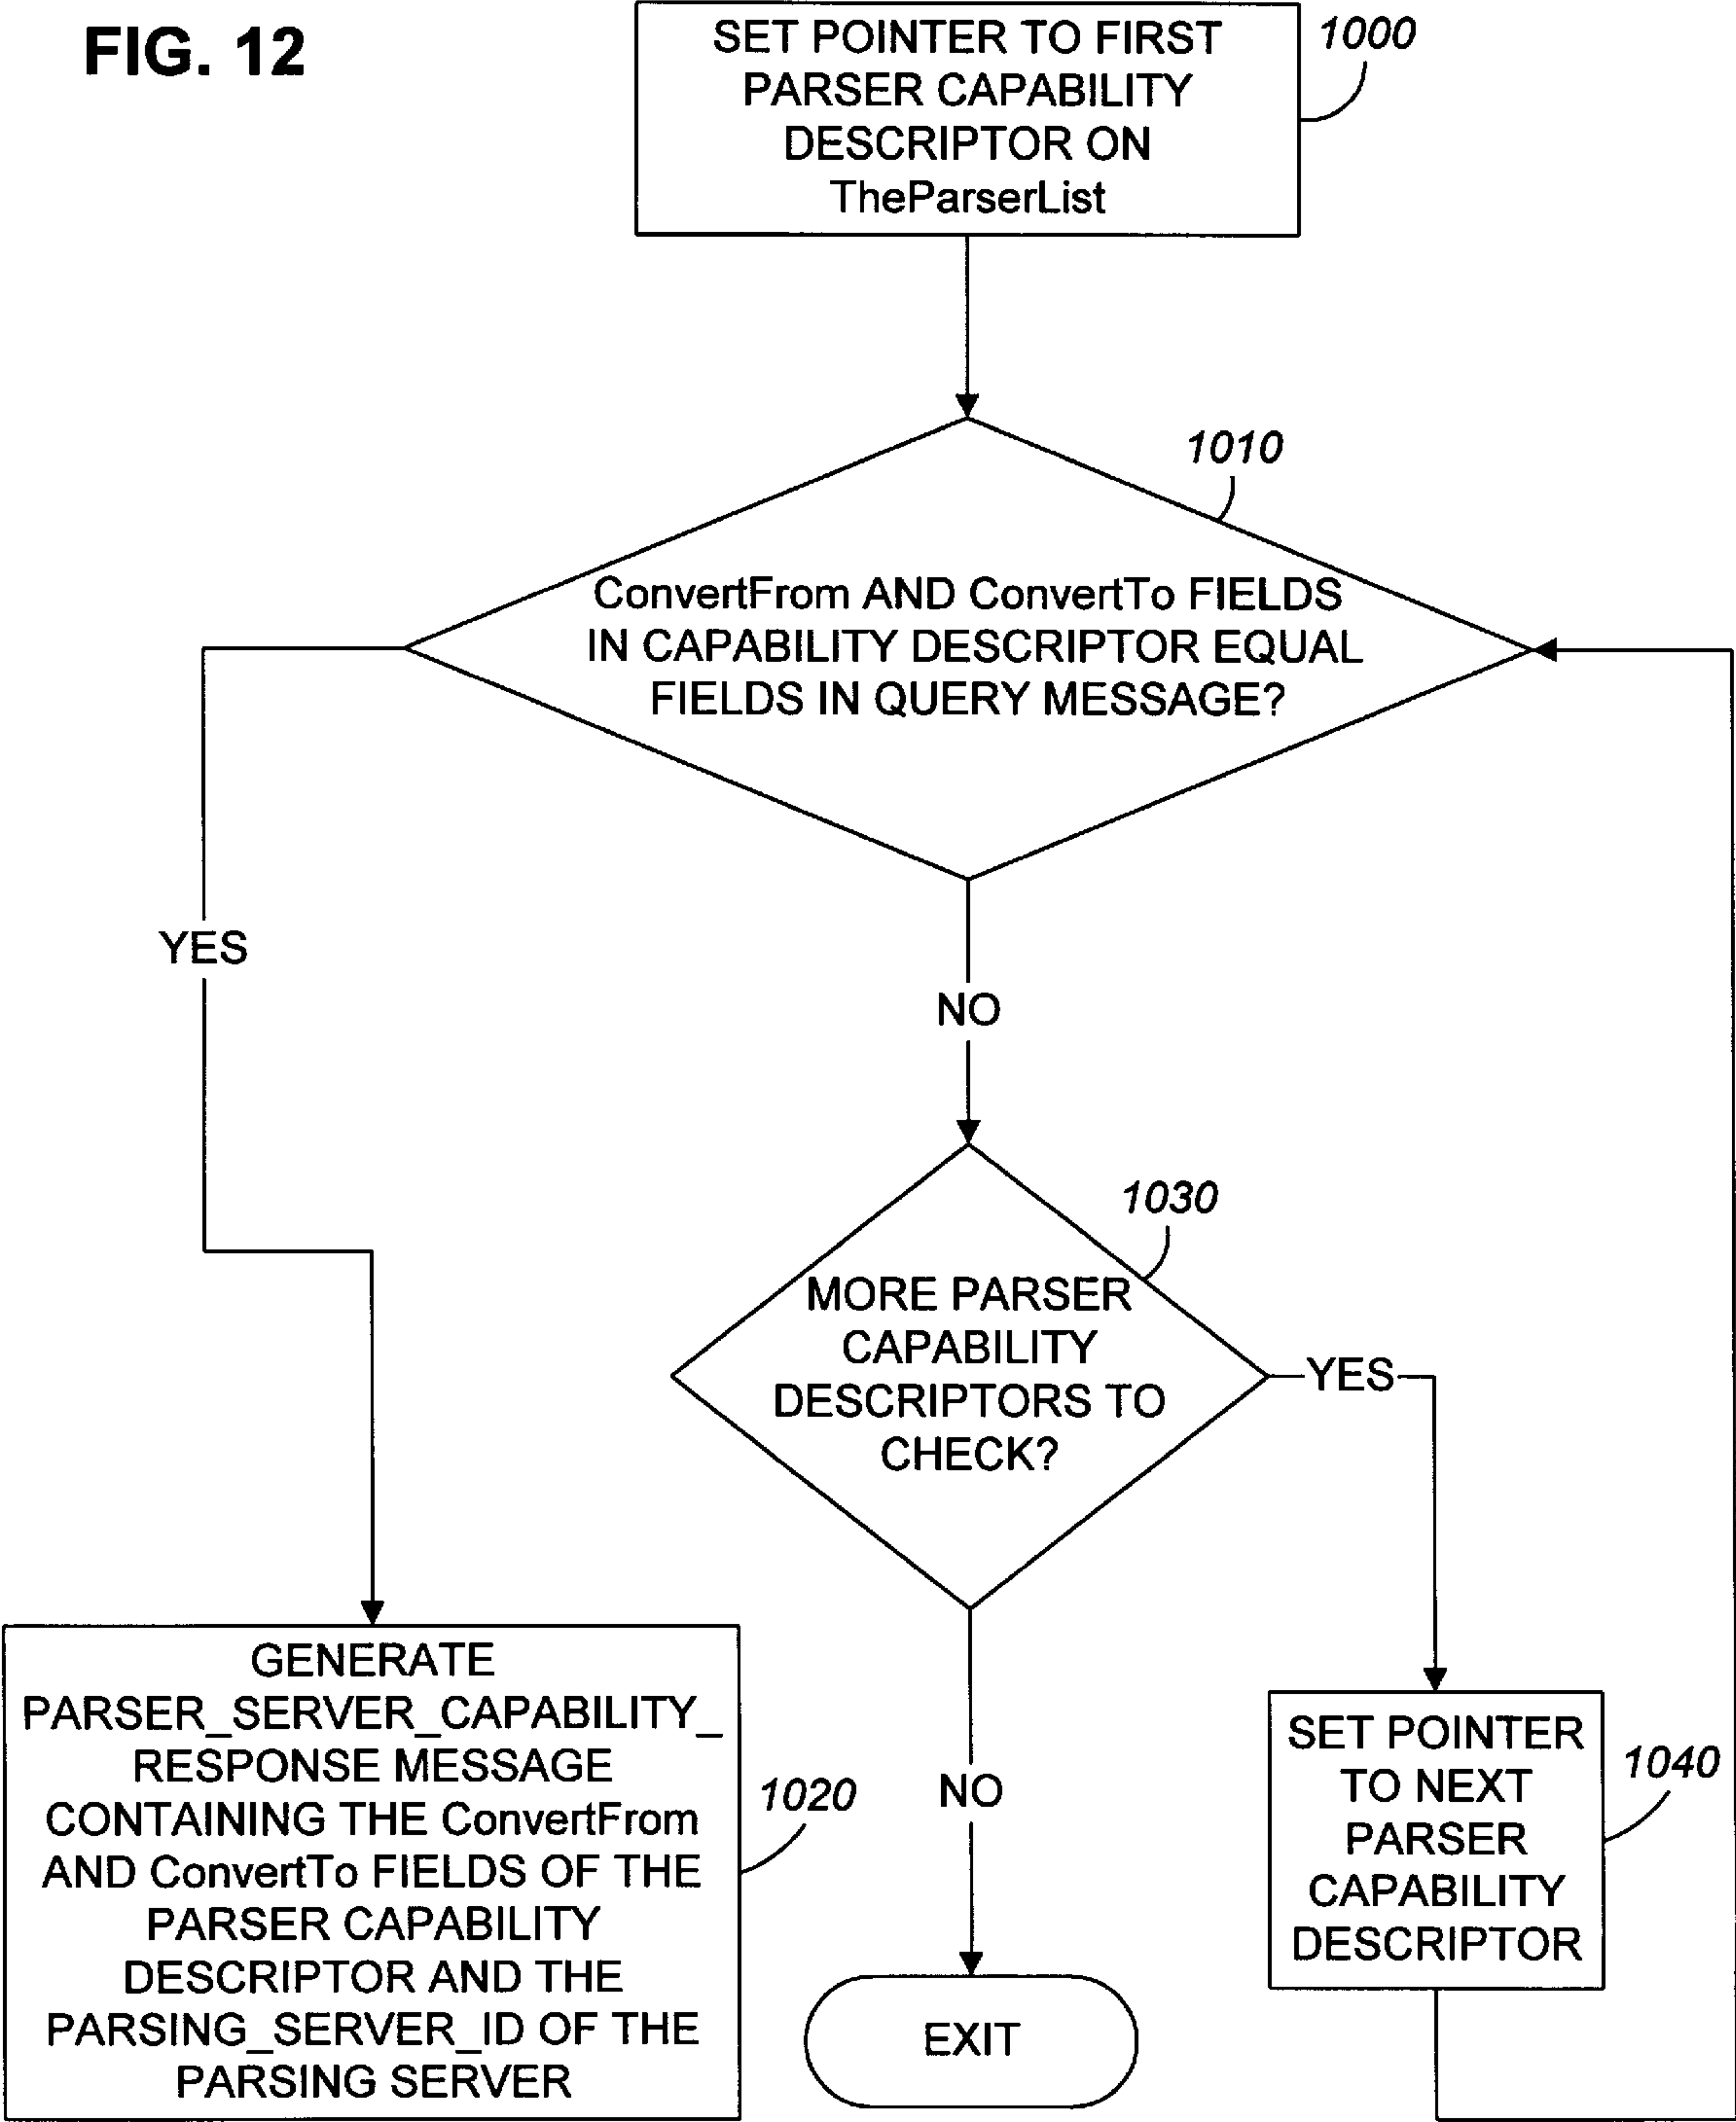 FIG. 12
SET POINTER TO FIRST
PARSER CAPABILITY
DESCRIPTOR ON
TheParserList
1000
1010
ConvertFrom AND ConvertTo FIELDS
IN CAPABILITY DESCRIPTOR EQUAL
FIELDS IN QUERY MESSAGE?
YES
NO
1030
MORE PARSER
CAPABILITY
DESCRIPTORS TO
CHECK?
YES
GENERATE
PARSER_SERVER_CAPABILITY_
RESPONSE MESSAGE
CONTAINING THE ConvertFrom
AND ConvertTo FIELDS OF THE
PARSER CAPABILITY
DESCRIPTOR AND THE
PARSING_SERVER_ID OF THE
PARSING SERVER
1020
NO
EXIT
SET POINTER
TO NEXT
PARSER
CAPABILITY
DESCRIPTOR
1040